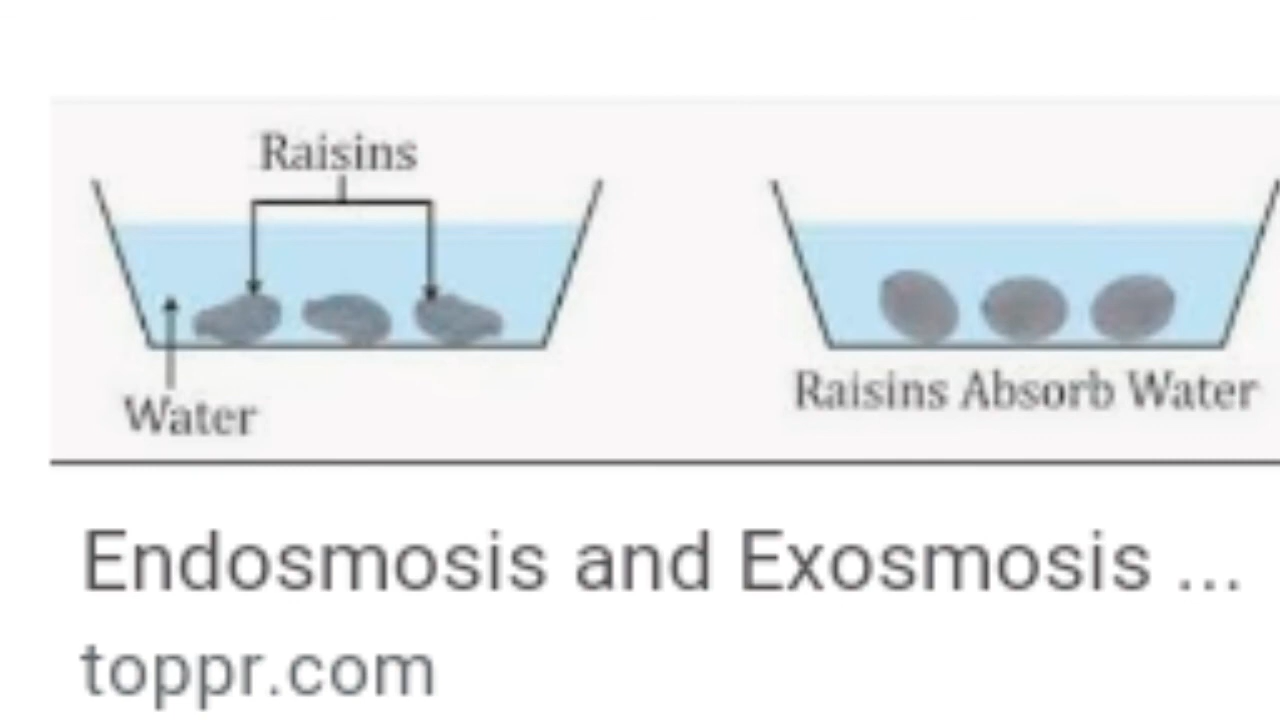 Raisins
Water
Raisins Absorb Water
Endosmosis and Exosmosis ...
toppr.com